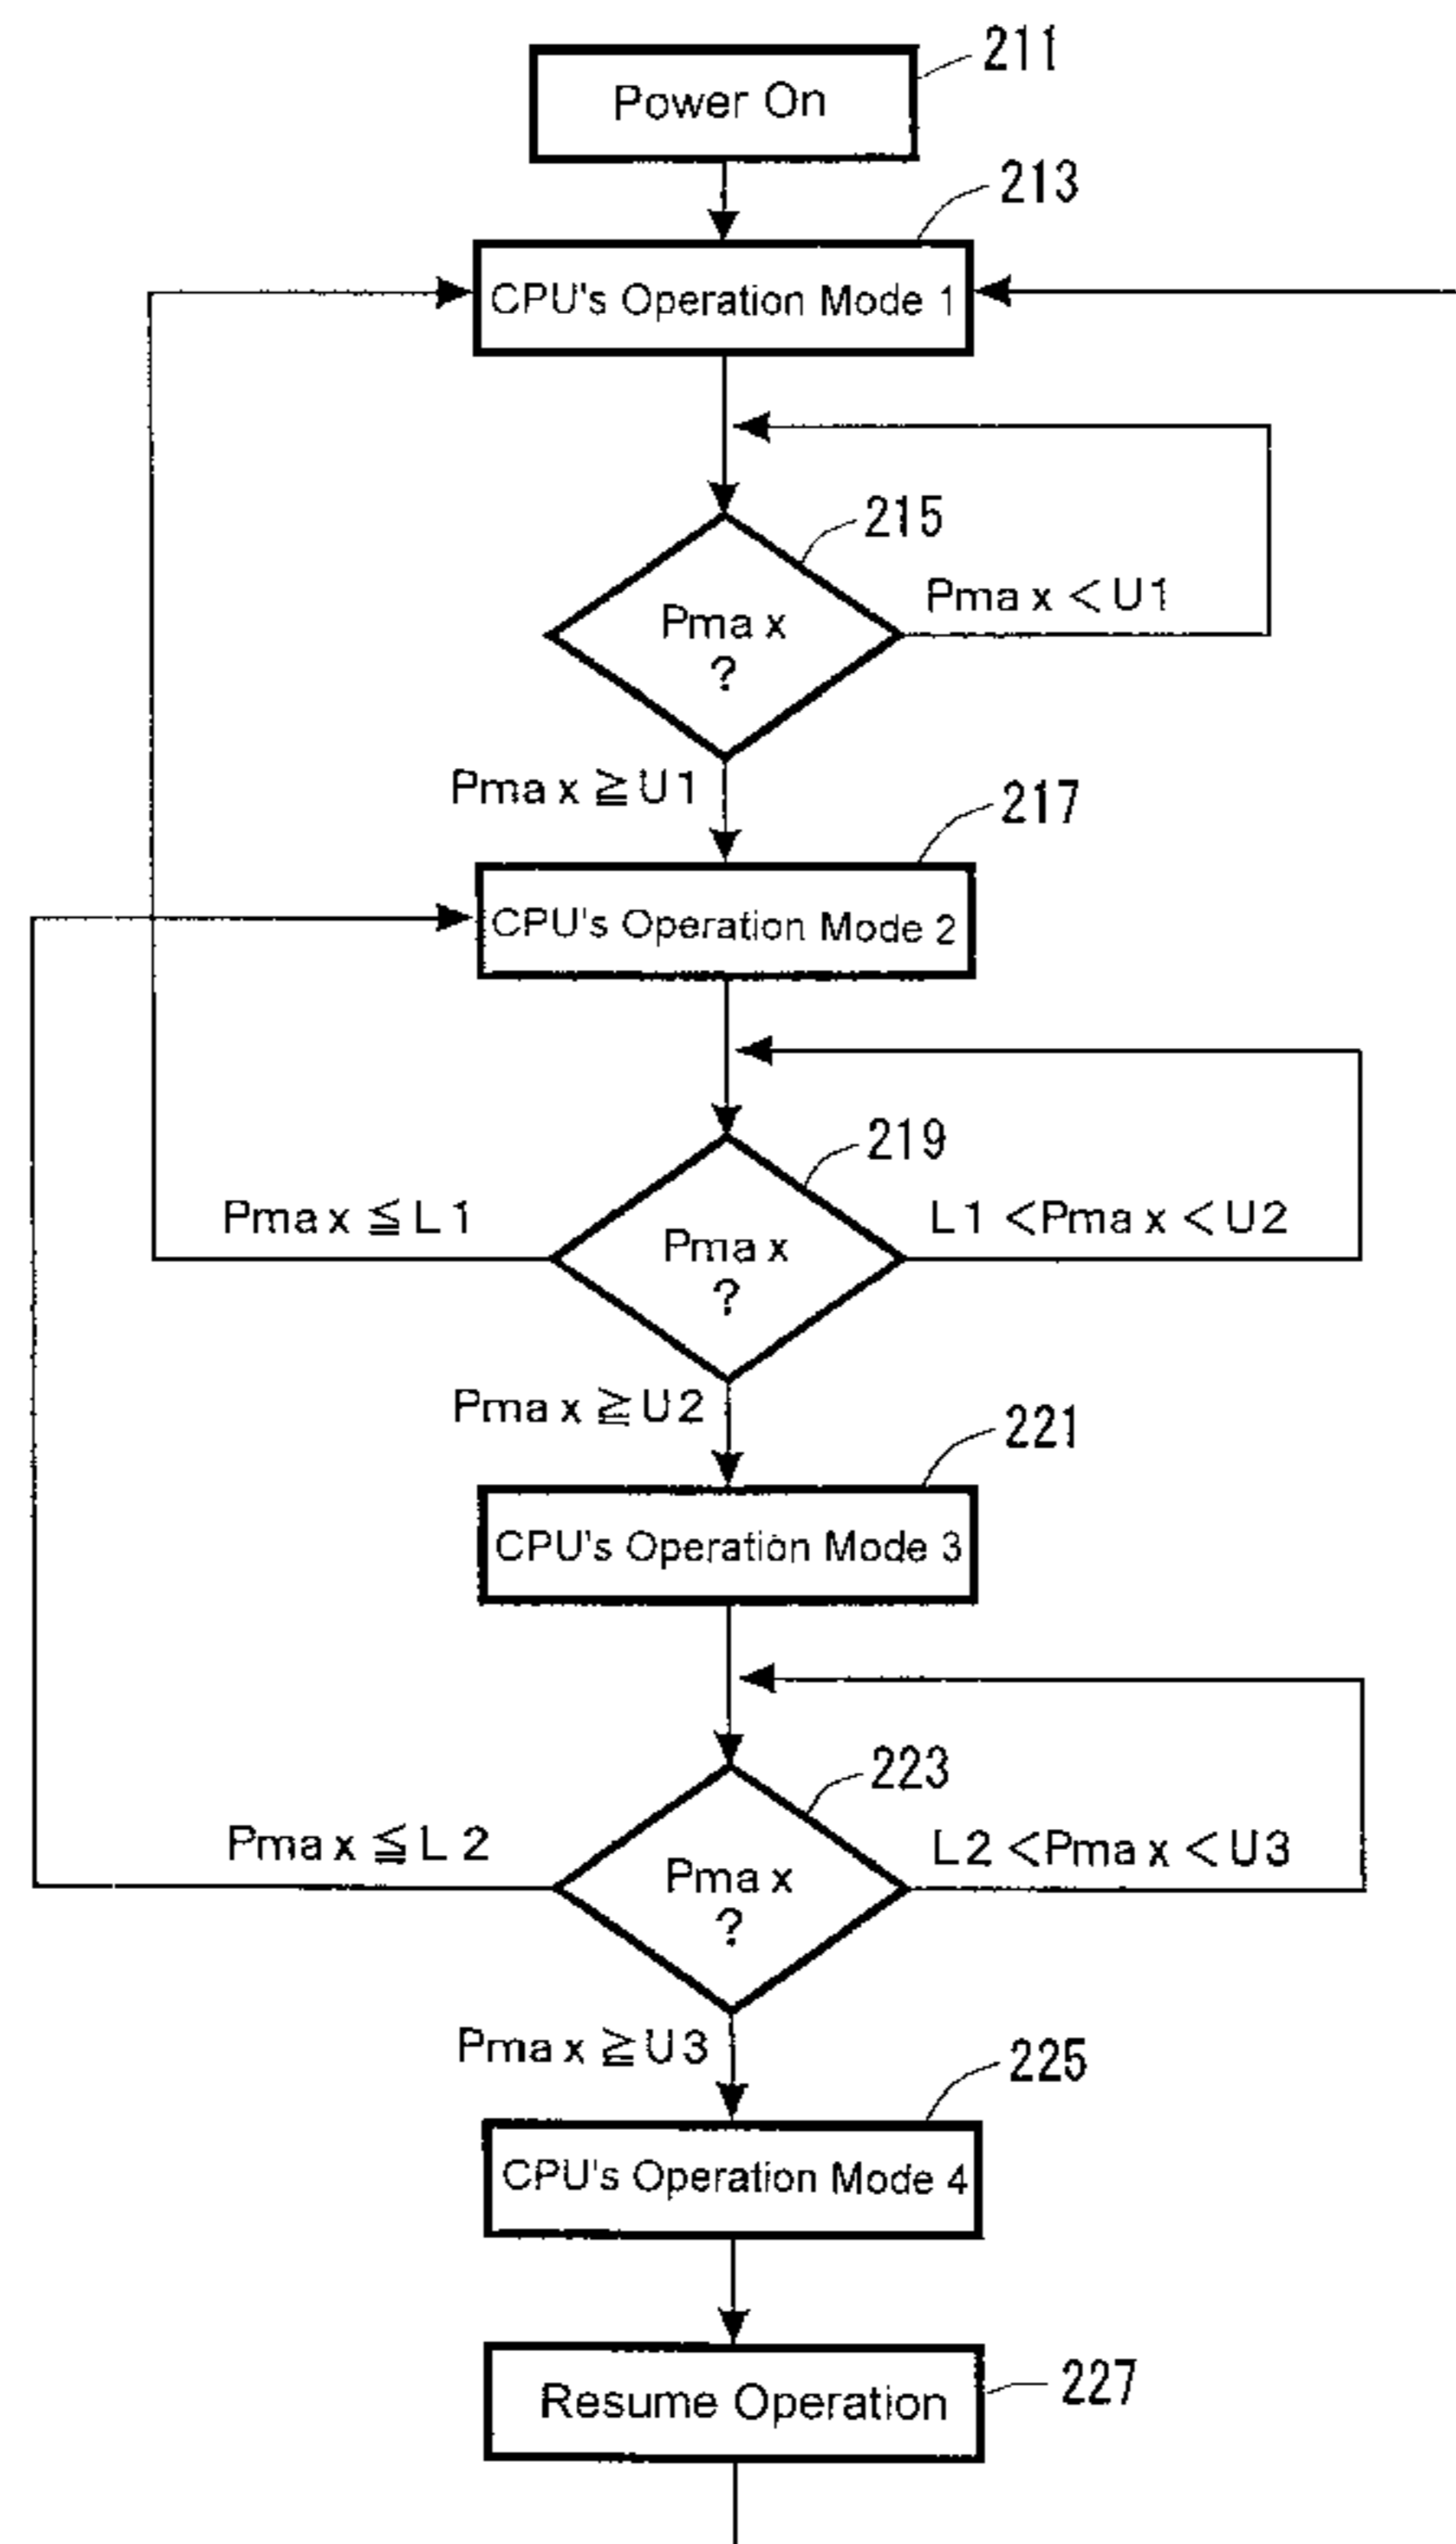 211
Power On
213
CPU's Operation Mode 1
215
Pmax
?
Pmax < U1
Pmax ≧ U1
217
CPU's Operation Mode 2
219
Pmax ≦ L1
Pmax
?
L1 < Pmax < U2
Pmax ≧ U2
221
CPU's Operation Mode 3
223
Pmax ≦ L2
Pmax
?
L2 < Pmax < U3
Pmax ≧ U3
225
CPU's Operation Mode 4
227
Resume Operation